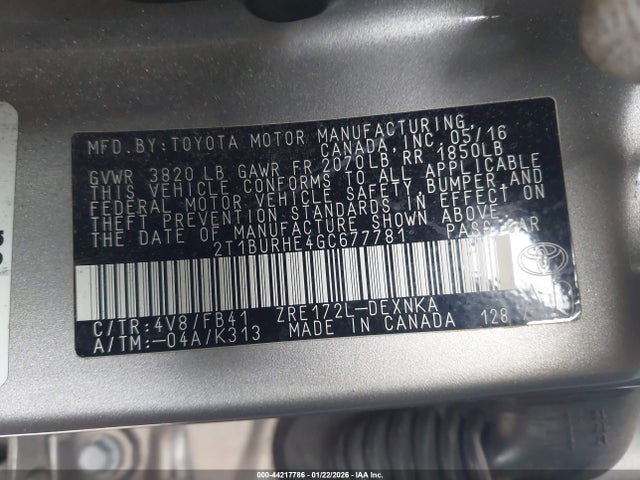 MFD.BY:TOYOTA MOTOR MANUFACTURING,
CANADA, INC. 05/16
GVWR 3820 LB GAWR FR 2070LB, RR 1850LB
THIS VEHICLE CONFORMS TO ALL APPLICABLE
FEDERAL MOTOR VEHICLE SAFETY, BUMPER AND
THEFT PREVENTION STANDARDS IN EFFECT ON
THE DATE OF MANUFACTURE SHOWN ABOVE.
2T1BURHE4GC677781 PASS CAR
C/TR:4V8/FB41 ZRE172L-DEXNKA
A/TM:-04A/K313 MADE IN CANADA 128
000-44217786 - 01/22/2026 - IAA Inc.